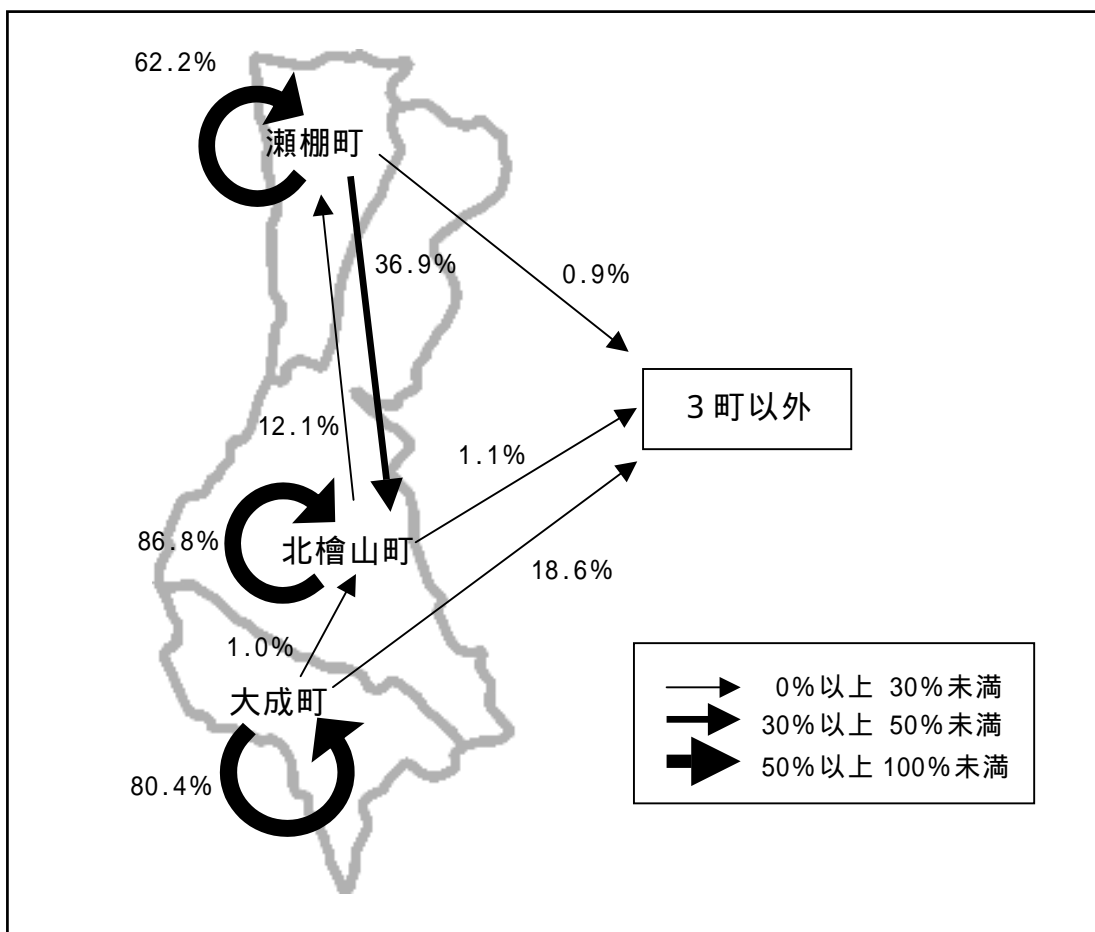 62.2%
瀬棚町
36.9%
0.9%
３町以外
12.1%
1.1%
86.8%
北檜山町
18.6%
1.0%
大成町
80.4%
0%以上 30%未満
30%以上 50%未満
50%以上 100%未満